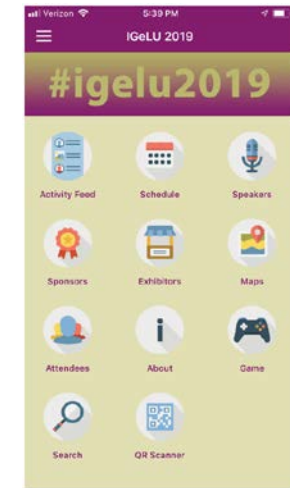 Verizon 5:39 PM
IGeLU 2019
#igelu2019
Activity Feed Schedule Speakers
Sponsors Exhibitors Maps
Attendees About Game
Search QR Scanner